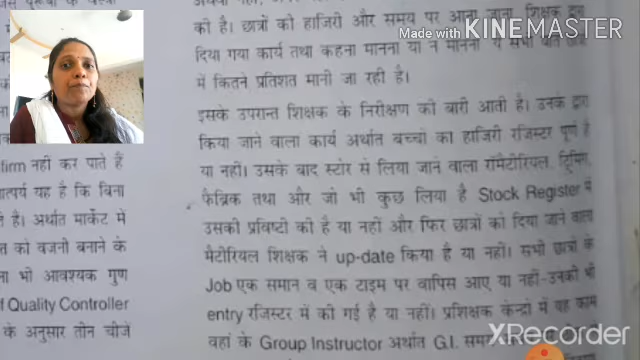 firm नहीं कर पाते हैं
तात्पर्य यह है कि बिना
ते हैं। अर्थात मार्केट में
त को वजनी बनाने के
ना भी आवश्यक गुण
f Quality Controller
के अनुसार तीन चीजें
की है। छात्रों को हाजिरी और समय पर आना जाना, शिक्षक द्वारा
दिया गया कार्य तथा कहना मानना या न मानना ये सभी बातें
में कितने प्रतिशत मानी जा रही है।
इसके उपरान्त शिक्षक के निरीक्षण की बारी आती है। उनके द्वारा
किया जाने वाला कार्य अर्थात बच्चों का हाजिरी रजिस्टर पूर्ण है
या नहीं। उसके बाद स्टोर से लिया जाने वाला रॉमैटीरियल, ट्रिमिंग,
फैब्रिक तथा और जो भी कुछ लिया है Stock Register में
उसकी प्रविष्टी की है या नहीं और फिर छात्रों को दिया जाने वाला
मैटीरियल शिक्षक ने up-date किया है या नहीं। सभी छात्रों के
Job एक समान व एक टाइम पर वापिस आए या नहीं-उनकी भी
entry रजिस्टर में की गई है या नहीं। प्रशिक्षक केन्द्रों में यह काम
वहां के Group Instructor अर्थात G.I.
Made with KINEMASTER
XRecorder